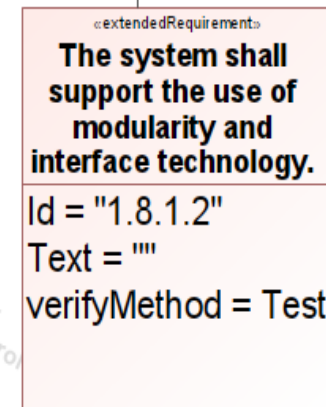 «extendedRequirement»
The system shall
support the use of
modularity and
interface technology.
Id = "1.8.1.2"
Text = ""
verifyMethod = Test